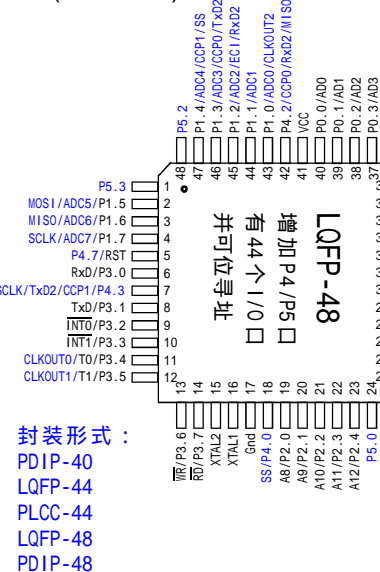 P5.2
P1.4/ADC4/CCP1/SS
P1.3/ADC3/CCP0/TxD2
P1.2/ADC2/ECI/RxD2
P1.1/ADC1
P1.0/ADC0/CLKOUT2
P4.2/CCP0/RxD2/MISO
VCC
P0.0/AD0
P0.1/AD1
P0.2/AD2
P0.3/AD3
48
47
46
45
44
43
42
41
40
39
38
37
P5.3 1
MOSI/ADC5/P1.5 2
MISO/ADC6/P1.6 3
SCLK/ADC7/P1.7 4
P4.7/RST 5
RxD/P3.0 6
SCLK/TxD2/CCP1/P4.3 7
TxD/P3.1 8
INT0/P3.2 9
INT1/P3.3 10
CLKOUT0/T0/P3.4 11
CLKOUT1/T1/P3.5 12
LQFP-48
增加P4/P5口
有44个I/O口
并可位寻址
13
14
15
16
17
18
19
20
21
22
23
24
WR/P3.6
RD/P3.7
XTAL2
XTAL1
Gnd
SS/P4.0
A8/P2.0
A9/P2.1
A10/P2.2
A11/P2.3
A12/P2.4
P5.0
封装形式：
PDIP-40
LQFP-44
PLCC-44
LQFP-48
PDIP-48